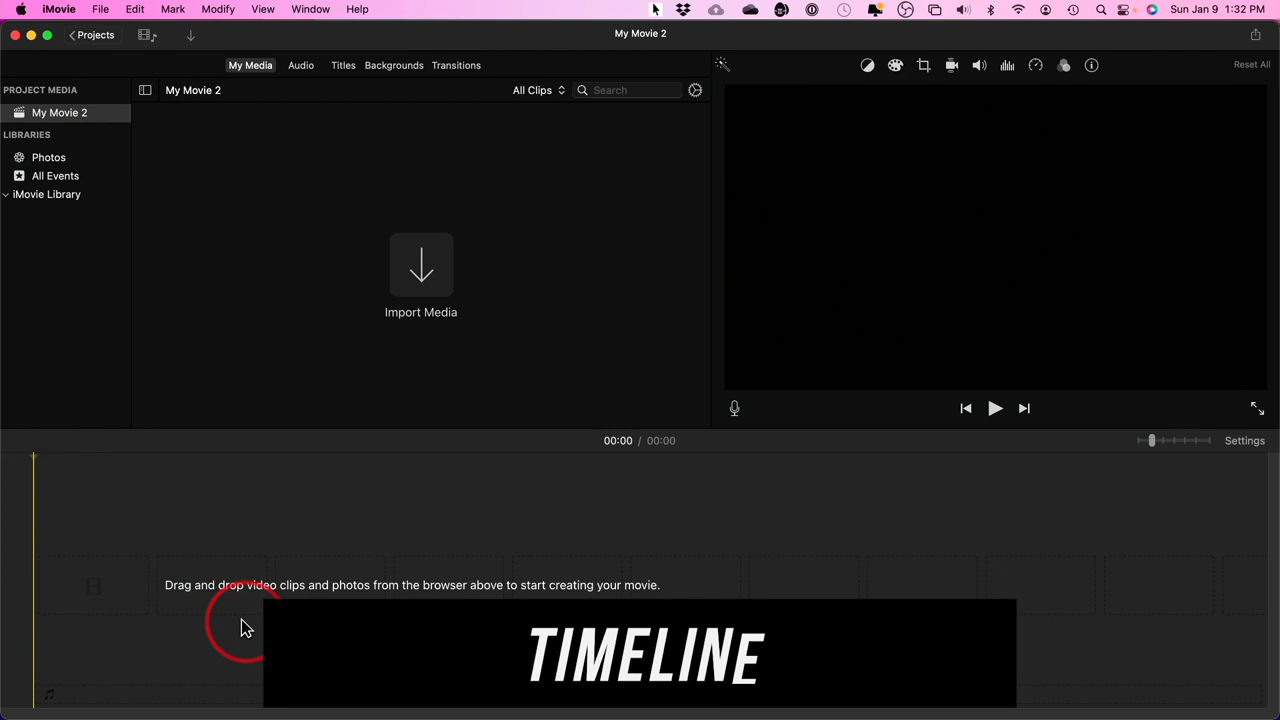 iMovie File Edit Mark Modify View Window Help Sun Jan 9 1:32 PM
Projects My Movie 2
My Media Audio Titles Backgrounds Transitions Reset All
PROJECT MEDIA
My Movie 2
LIBRARIES
Photos
All Events
iMovie Library
My Movie 2 All Clips Search
Import Media
00:00 / 00:00 Settings
Drag and drop video clips and photos from the browser above to start creating your movie.
TIMELINE